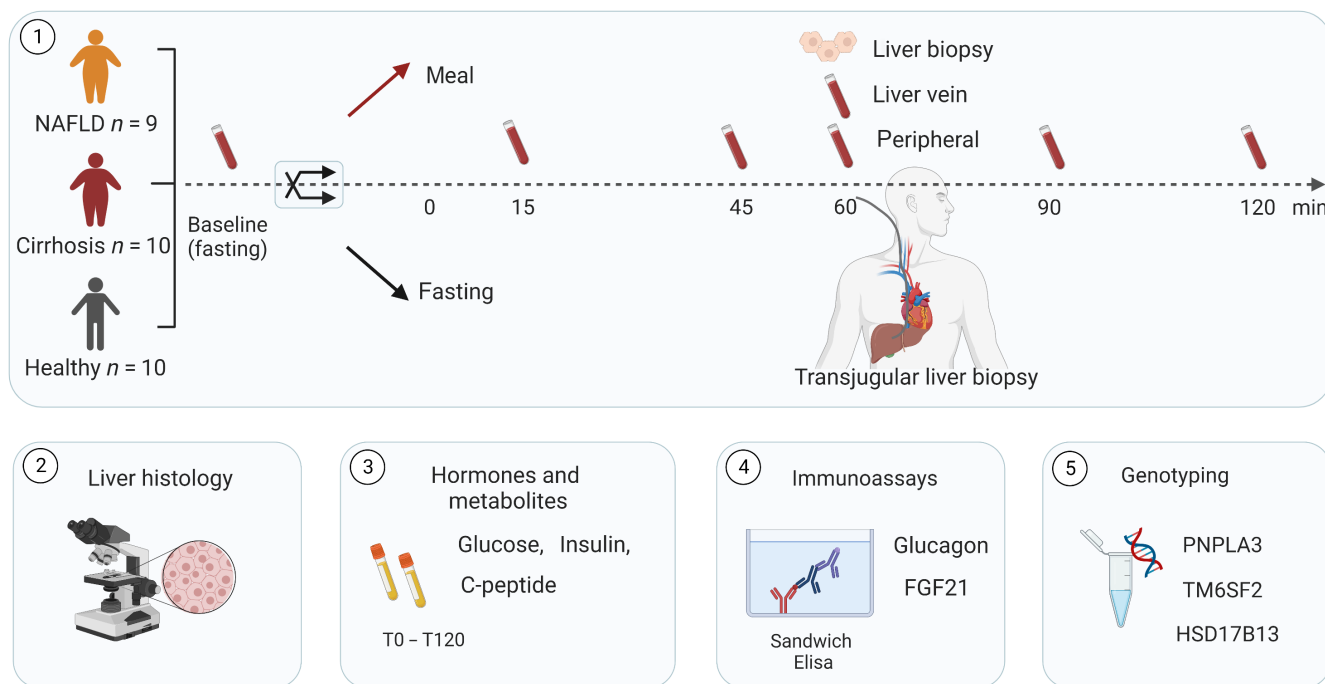 1
NAFLD n = 9
Cirrhosis n = 10
Healthy n = 10
Baseline
(fasting)
Meal
Fasting
Liver biopsy
Liver vein
Peripheral
0 15 45 60 90 120 min
Transjugular liver biopsy
2
Liver histology
3
Hormones and
metabolites
Glucose, Insulin,
C-peptide
T0 – T120
4
Immunoassays
Glucagon
FGF21
Sandwich
Elisa
5
Genotyping
PNPLA3
TM6SF2
HSD17B13